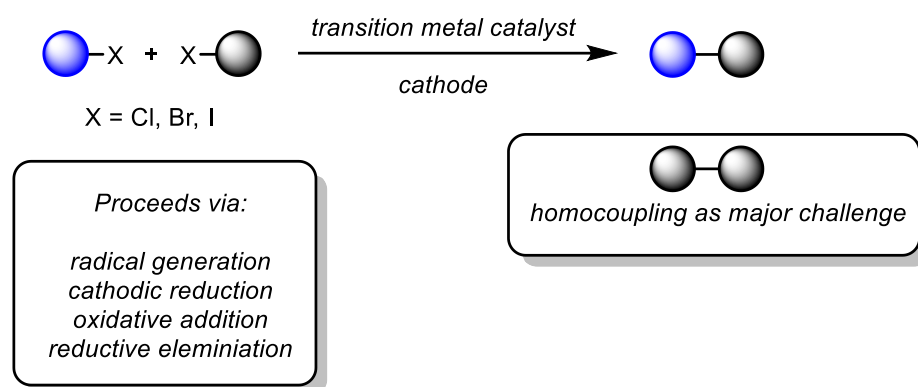 X + X
transition metal catalyst
cathode
X = Cl, Br, I
Proceeds via:
radical generation
cathodic reduction
oxidative addition
reductive eleminiation
homocoupling as major challenge